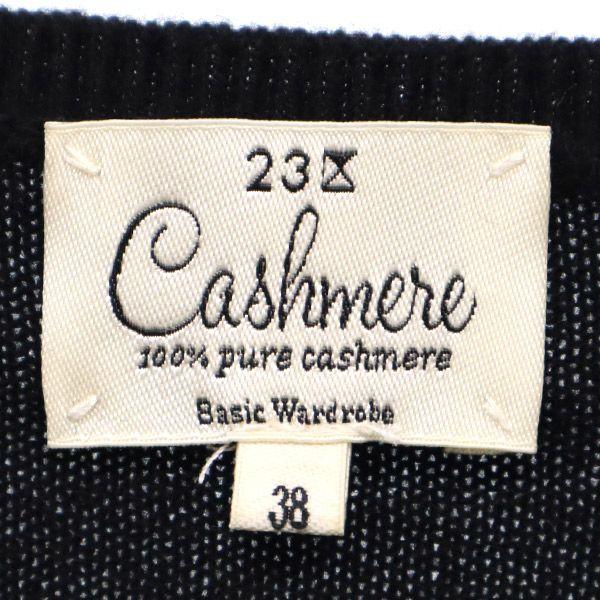 23区
Cashmere
100% pure cashmere
Basic Wardrobe
38